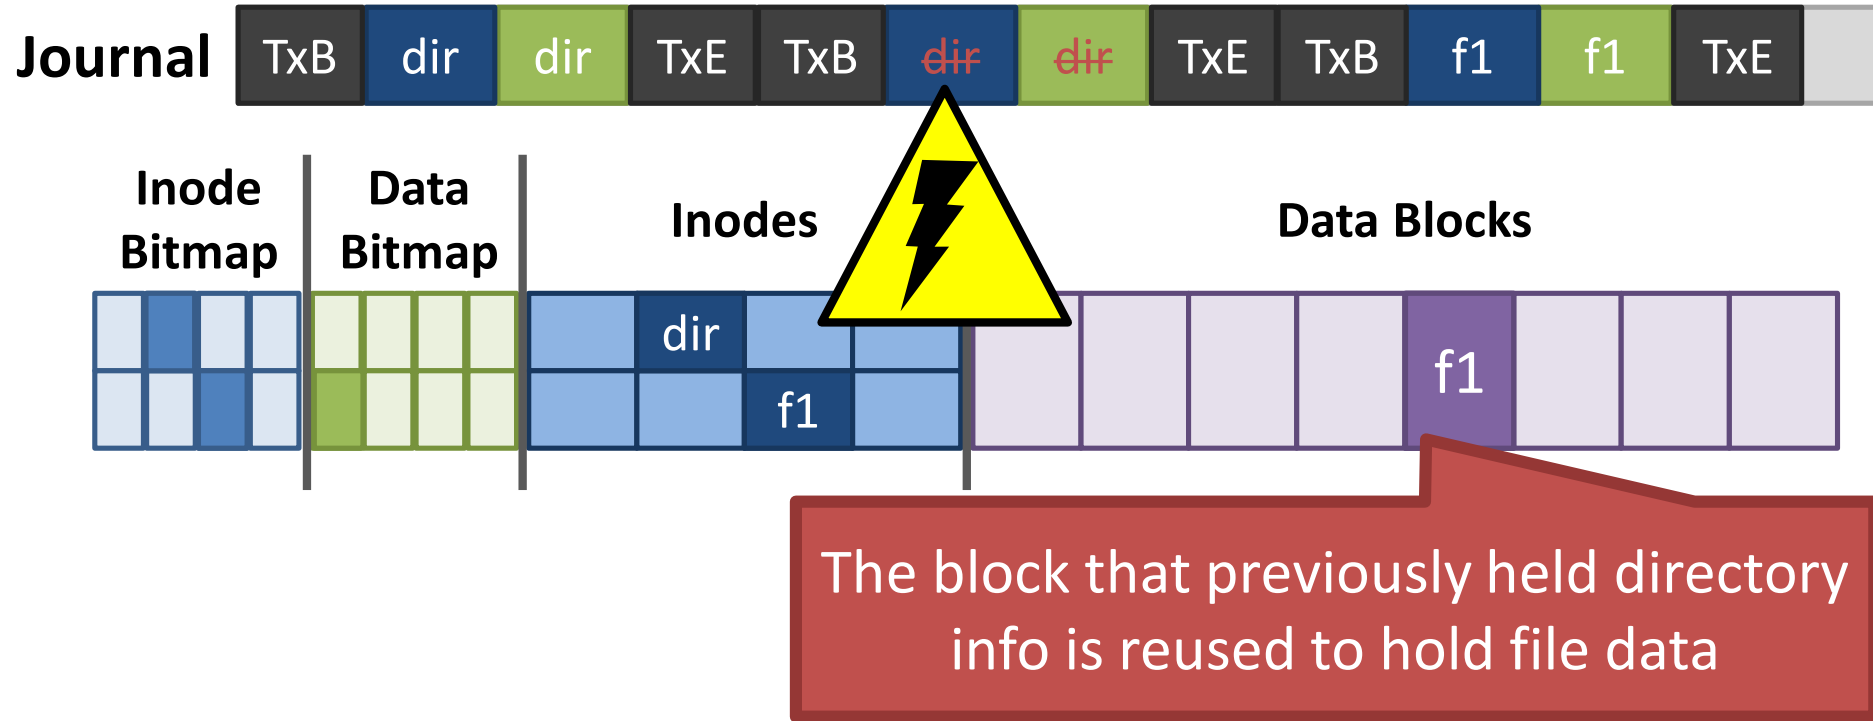 Journal TxB dir dir TxE TxB dir dir TxE TxB f1 f1 TxE
Inode Bitmap
Data Bitmap
Inodes
Data Blocks
dir
f1
f1
The block that previously held directory
info is reused to hold file data